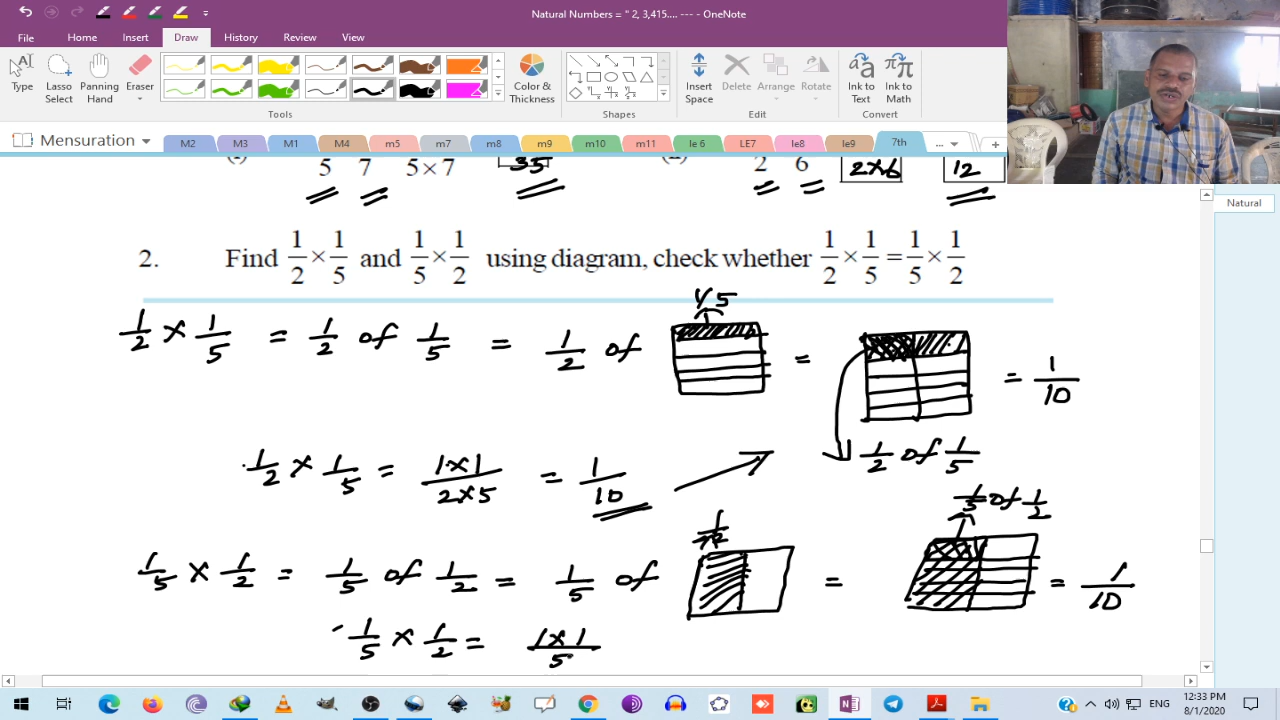 Natural Numbers = " 2, 3,415.... --- - OneNote
File Home Insert Draw History Review View
Type Lasso Select Panning Hand Eraser Color & Thickness Insert Space Delete Arrange Rotate Ink to Text Ink to Math
Tools Shapes Edit Convert
Mensuration M2 M3 M1 M4 m5 m7 m8 m9 m10 m11 le 6 LE7 le8 le9 7th ...
Natural
5 7 5 × 7 35 2 6 2×6 12
2. Find 1/2 × 1/5 and 1/5 × 1/2 using diagram, check whether 1/2 × 1/5 = 1/5 × 1/2
1/5
1/2 × 1/5 = 1/2 of 1/5 = 1/2 of = = 1/10
1/2 of 1/5
1/2 × 1/5 = 1×1/2×5 = 1/10
1/5 of 1/2
1/2
1/5 × 1/2 = 1/5 of 1/2 = 1/5 of = = 1/10
1/5 × 1/2 = 1×1/5
ENG 12:33 PM
8/1/2020